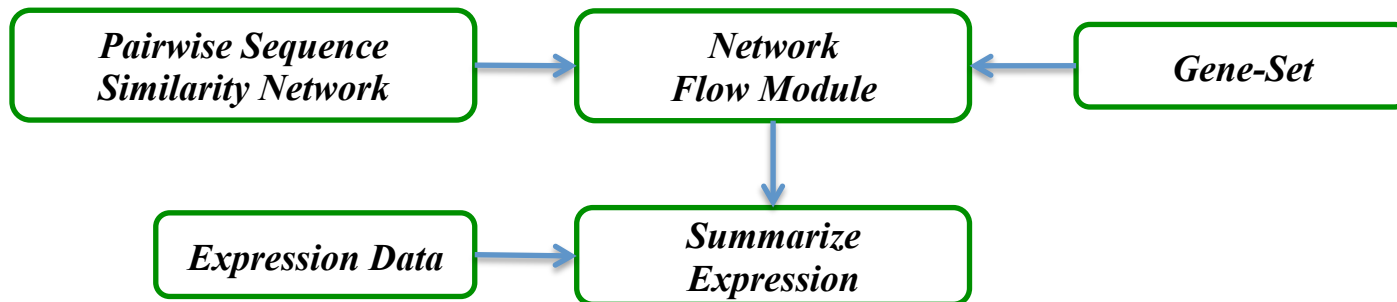 Pairwise Sequence
Similarity Network
Network
Flow Module
Gene-Set
Expression Data
Summarize
Expression